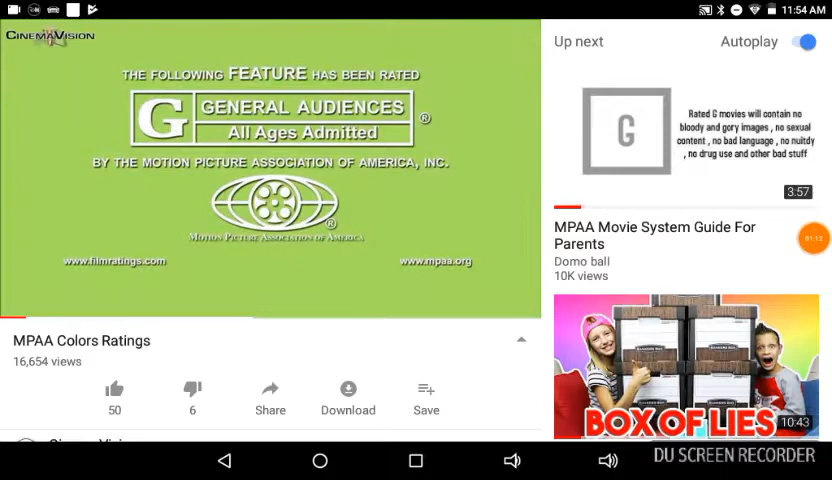 11:54 AM
CINEMAVISION
THE FOLLOWING FEATURE HAS BEEN RATED
G GENERAL AUDIENCES ®
All Ages Admitted
BY THE MOTION PICTURE ASSOCIATION OF AMERICA, INC.
®
MOTION PICTURE ASSOCIATION OF AMERICA
www.filmratings.com www.mpaa.org
MPAA Colors Ratings
16,654 views
50 6 Share Download Save
Up next Autoplay
G
Rated G movies will contain no
bloody and gory images , no sexual
content , no bad language , no nuitdy
, no drug use and other bad stuff
3:57
MPAA Movie System Guide For
Parents
Domo ball
10K views
01:12
BOX OF LIES
10:43
DU SCREEN RECORDER